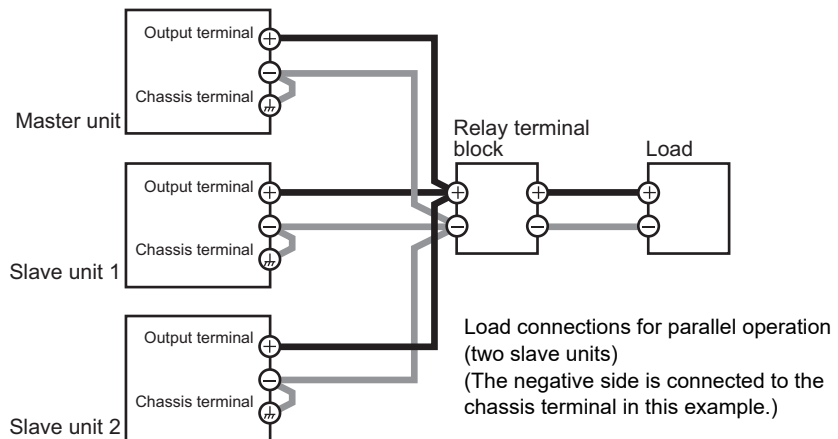 Output terminal
Chassis terminal
Master unit
Output terminal
Chassis terminal
Slave unit 1
Output terminal
Chassis terminal
Slave unit 2
Relay terminal
block
Load
+
−
+
−
+
−
+
−
+
−
+
−
Load connections for parallel operation
(two slave units)
(The negative side is connected to the
chassis terminal in this example.)